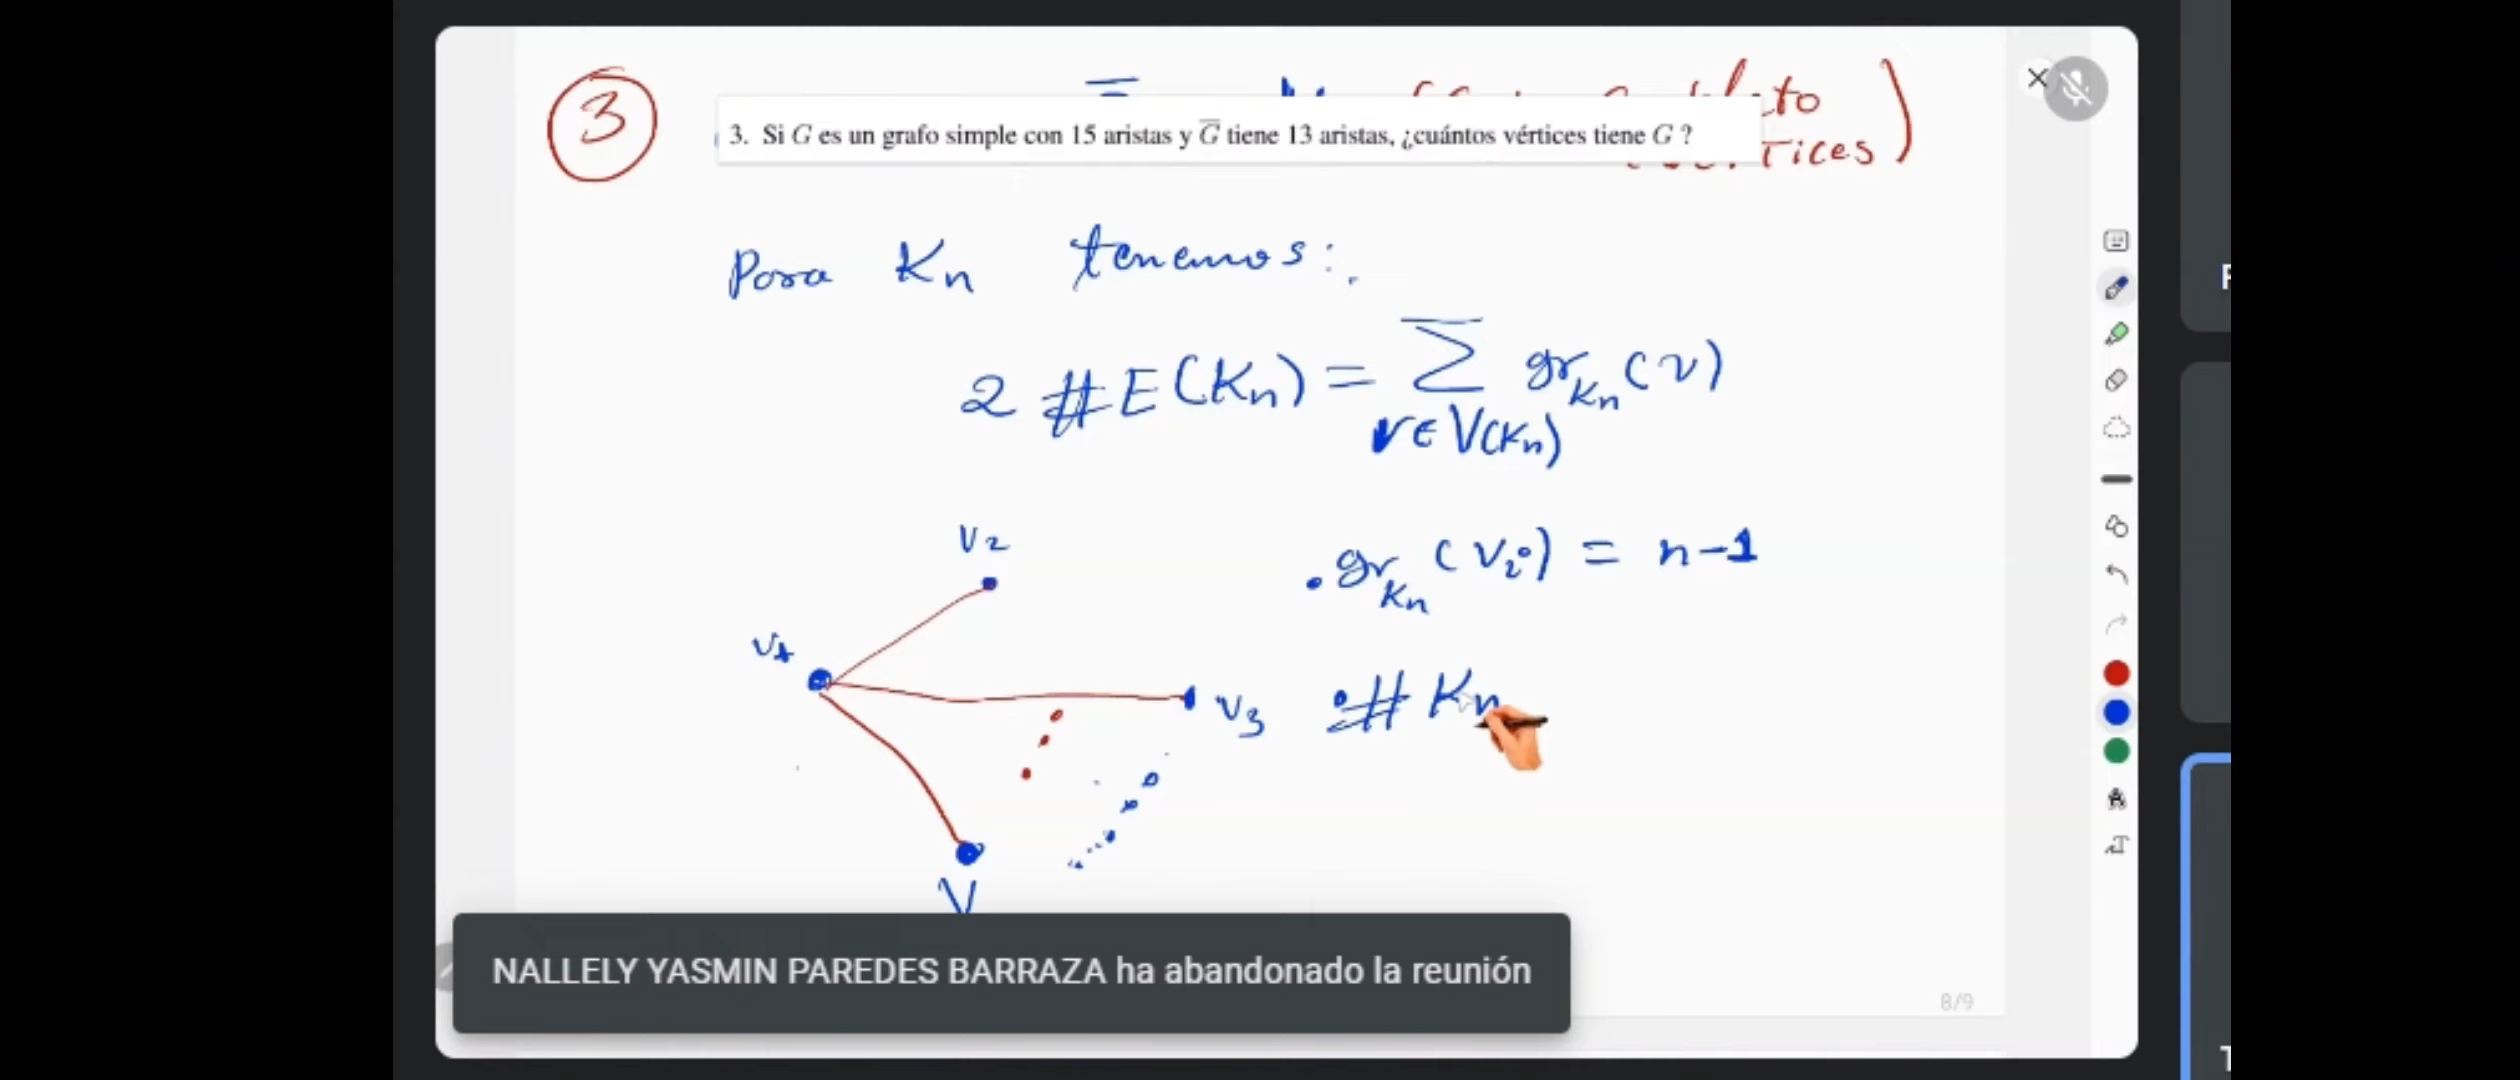 3
3. Si G es un grafo simple con 15 aristas y G̅ tiene 13 aristas, ¿cuántos vértices tiene G ?
Para Kn tenemos:
2 #E(Kn) = ∑ gr_Kn (v)
v∈V(Kn)
v2
. gr_Kn (vi) = n-1
v1
v3
# Kn
V
NALLELY YASMIN PAREDES BARRAZA ha abandonado la reunión
8/9